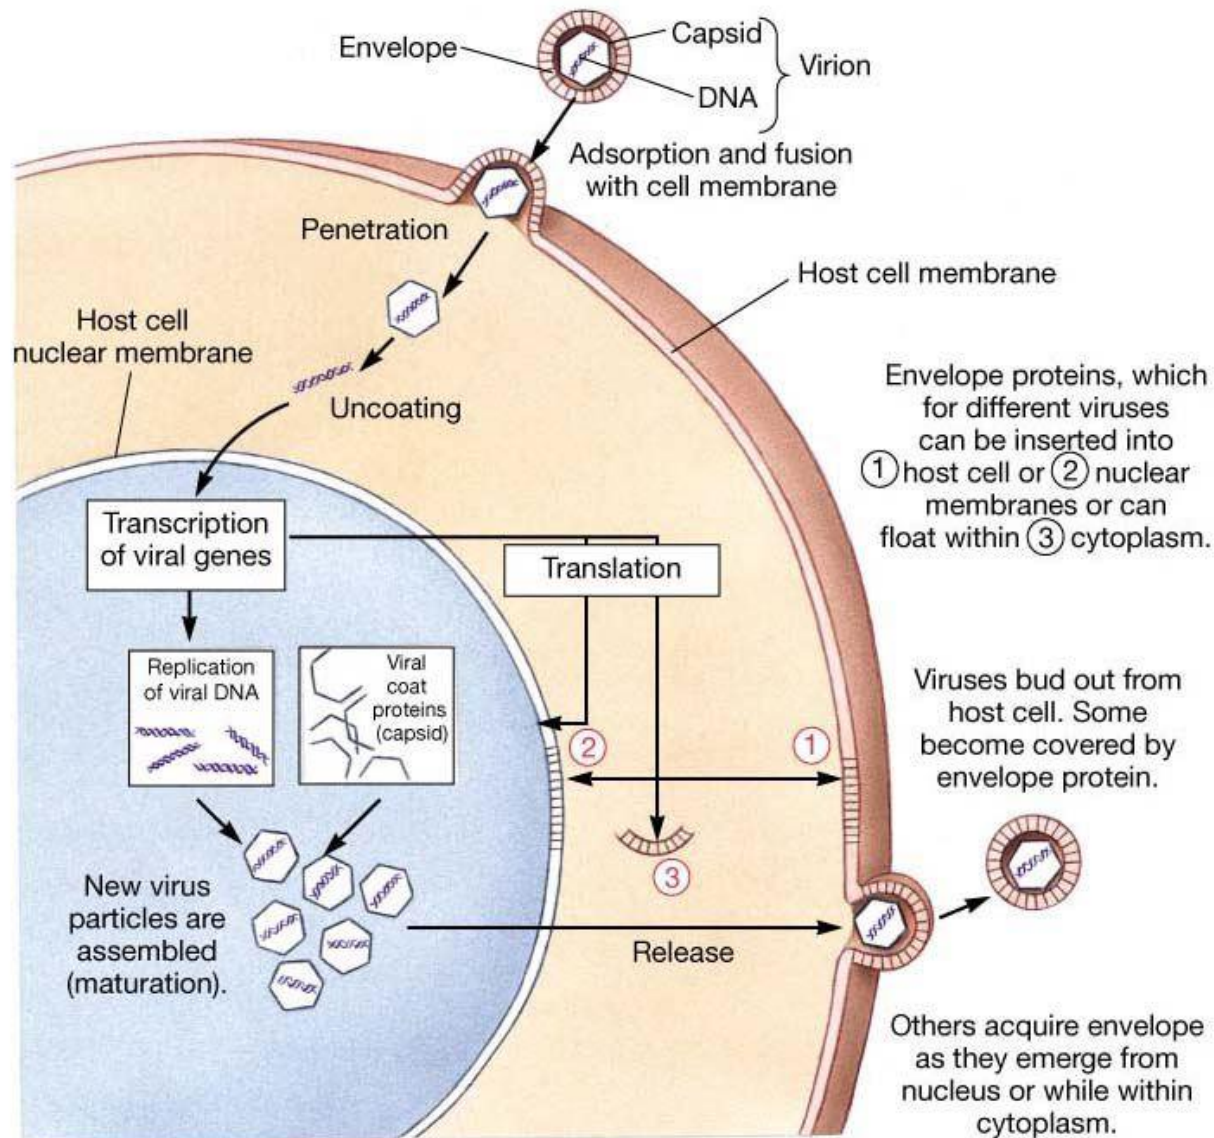 Envelope
Capsid
DNA
Virion
Adsorption and fusion
with cell membrane
Penetration
Host cell membrane
Host cell
nuclear membrane
Uncoating
Envelope proteins, which
for different viruses
can be inserted into
1 host cell or 2 nuclear
membranes or can
float within 3 cytoplasm.
Transcription
of viral genes
Translation
Replication
of viral DNA
Viral
coat
proteins
(capsid)
2
1
3
Viruses bud out from
host cell. Some
become covered by
envelope protein.
New virus
particles are
assembled
(maturation).
Release
Others acquire envelope
as they emerge from
nucleus or while within
cytoplasm.